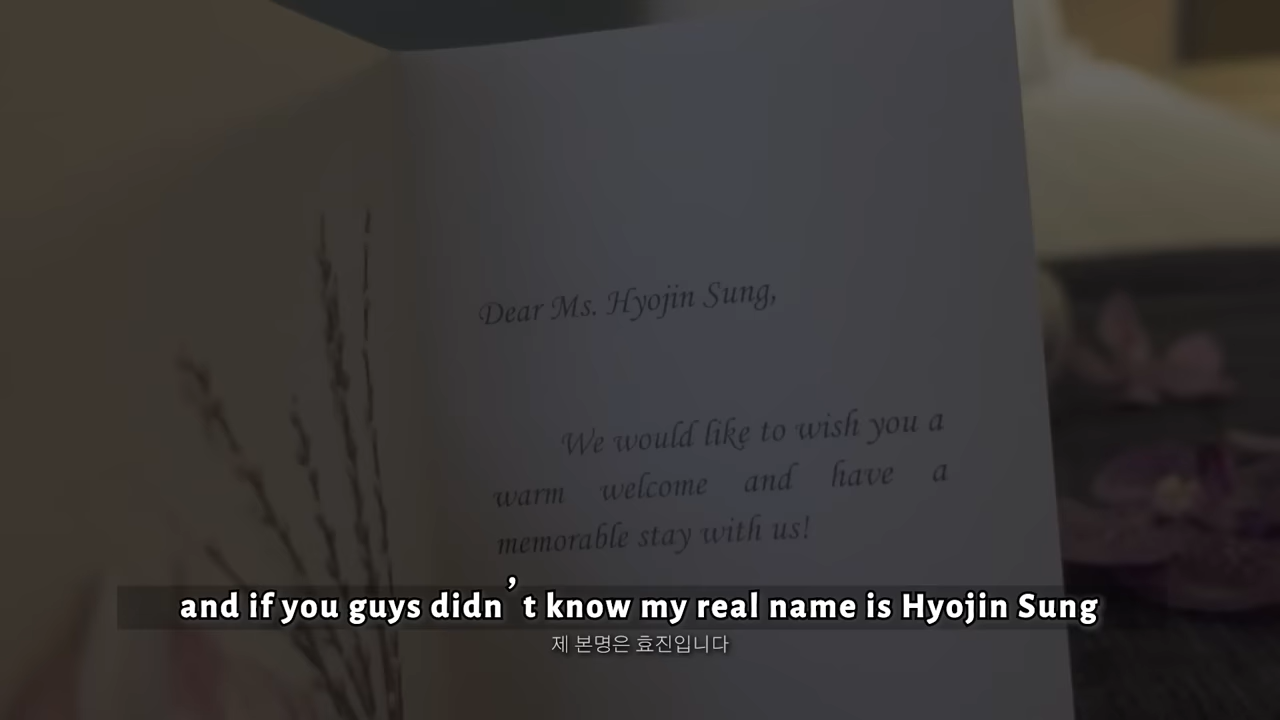 Dear Ms. Hyojin Sung,
We would like to wish you a
warm welcome and have a
memorable stay with us!
and if you guys didn't know my real name is Hyojin Sung
제 본명은 효진입니다